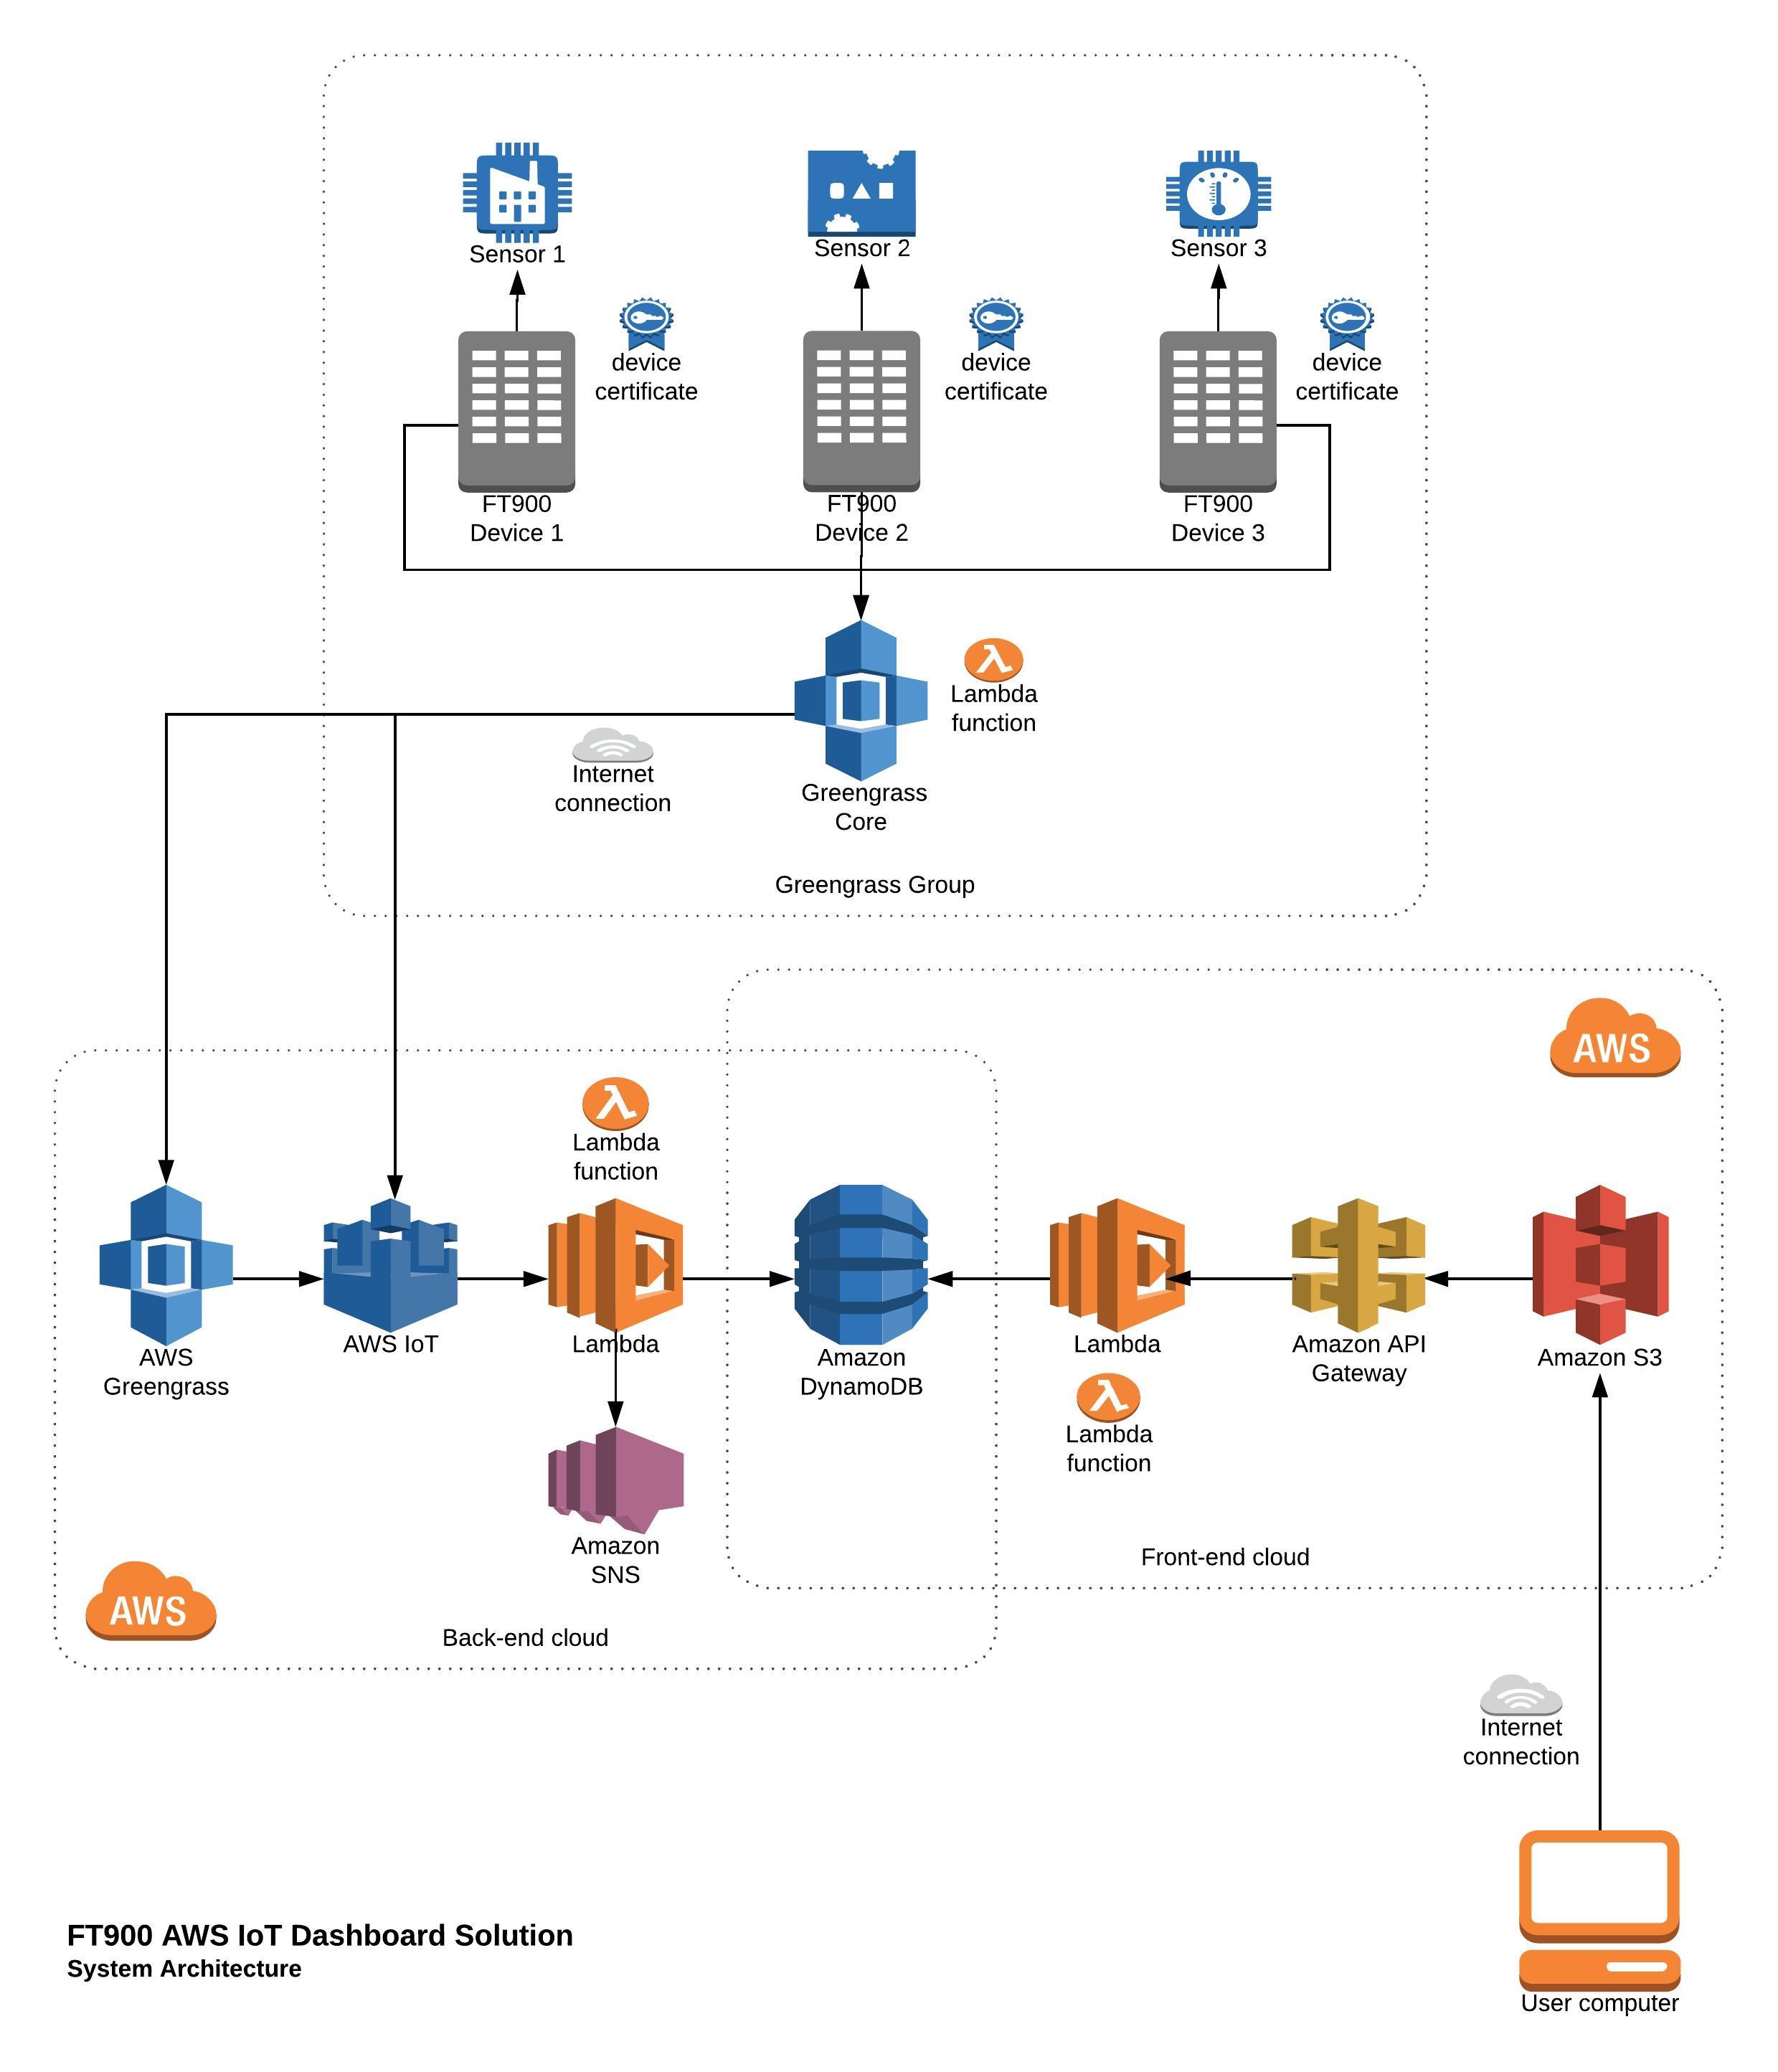 Sensor 1
Sensor 2
Sensor 3
device
certificate
device
certificate
device
certificate
FT900
Device 1
FT900
Device 2
FT900
Device 3
Lambda
function
Internet
connection
Greengrass
Core
Greengrass Group
AWS
Lambda
function
AWS
Greengrass
AWS IoT
Lambda
Amazon
DynamoDB
Lambda
Amazon API
Gateway
Amazon S3
Lambda
function
Amazon
SNS
Front-end cloud
AWS
Back-end cloud
Internet
connection
FT900 AWS IoT Dashboard Solution
System Architecture
User computer